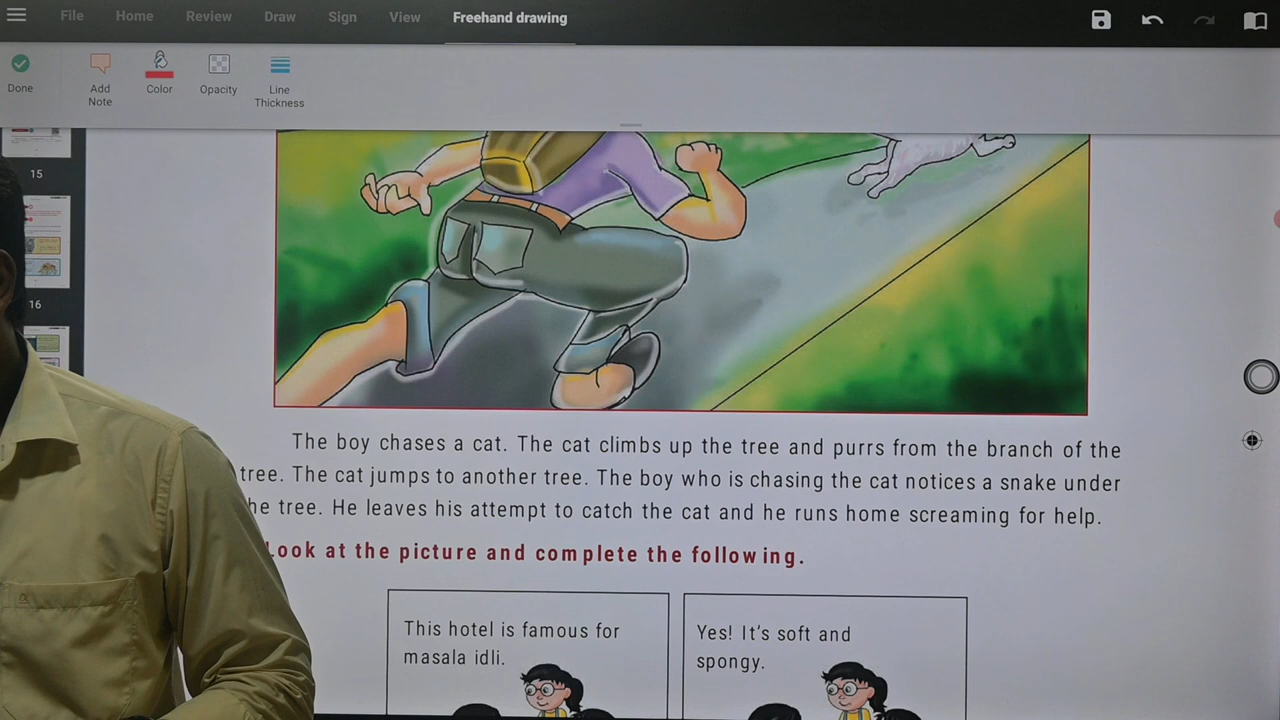 File Home Review Draw Sign View Freehand drawing
Done Add Note Color Opacity Line Thickness
15
16
The boy chases a cat. The cat climbs up the tree and purrs from the branch of the
tree. The cat jumps to another tree. The boy who is chasing the cat notices a snake under
he tree. He leaves his attempt to catch the cat and he runs home screaming for help.
Look at the picture and complete the following.
This hotel is famous for
masala idli.
Yes! It's soft and
spongy.